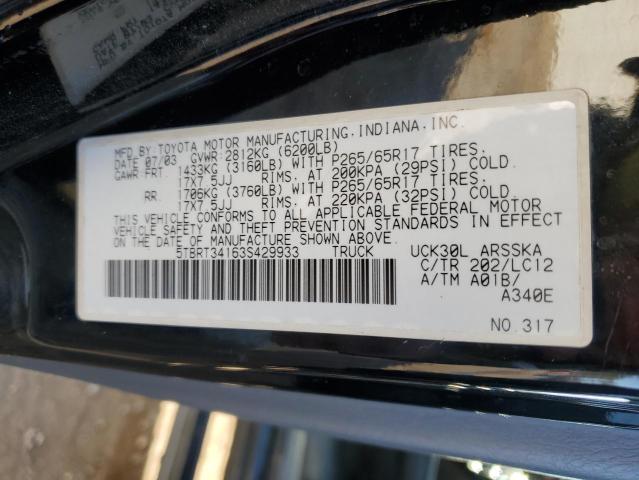 MFD.BY:TOYOTA MOTOR MANUFACTURING,INDIANA,INC.
DATE 07/03 GVWR:2812KG (6200LB)
GAWR:FRT. 1433KG (3160LB) WITH P265/65R17 TIRES.
17X7.5JJ RIMS. AT 200KPA (29PSI) COLD.
RR. 1706KG (3760LB) WITH P265/65R17 TIRES.
17X7.5JJ RIMS. AT 220KPA (32PSI) COLD.
THIS VEHICLE CONFORMS TO ALL APPLICABLE FEDERAL MOTOR
VEHICLE SAFETY AND THEFT PREVENTION STANDARDS IN EFFECT
ON THE DATE OF MANUFACTURE SHOWN ABOVE.
5TBRT34163S429933 TRUCK UCK30L ARSSKA
C/TR 202/LC12
A/TM A01B/
A340E
NO.317